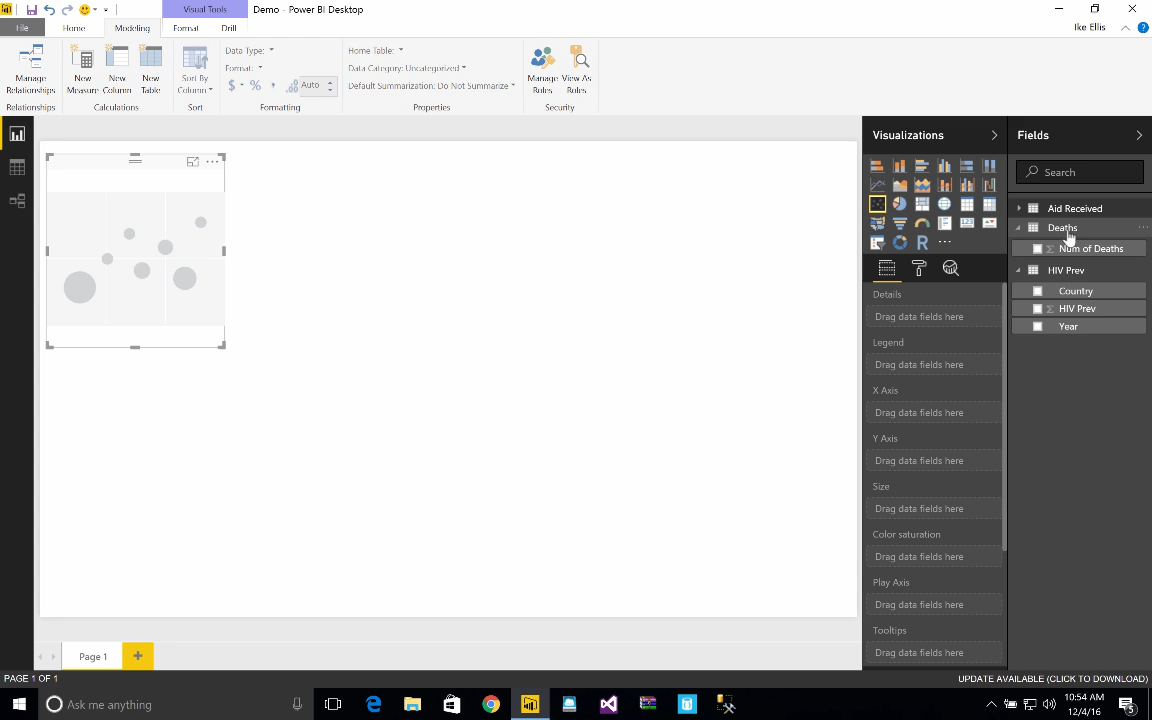 Visual Tools
Demo - Power BI Desktop
File
Home
Modeling
Format
Drill
Ike Ellis
Manage
Relationships
New
Measure
New
Column
New
Table
Sort By
Column
Data Type:
Format:
$ % , Auto
Home Table:
Data Category: Uncategorized
Default Summarization: Do Not Summarize
Manage
Roles
View As
Roles
Relationships
Calculations
Sort
Formatting
Properties
Security
Visualizations
Fields
Search
Aid Received
Deaths
Num of Deaths
HIV Prev
Country
HIV Prev
Year
Details
Drag data fields here
Legend
Drag data fields here
X Axis
Drag data fields here
Y Axis
Drag data fields here
Size
Drag data fields here
Color saturation
Drag data fields here
Play Axis
Drag data fields here
Tooltips
Drag data fields here
Page 1
PAGE 1 OF 1
UPDATE AVAILABLE (CLICK TO DOWNLOAD)
Ask me anything
10:54 AM
12/4/16
5